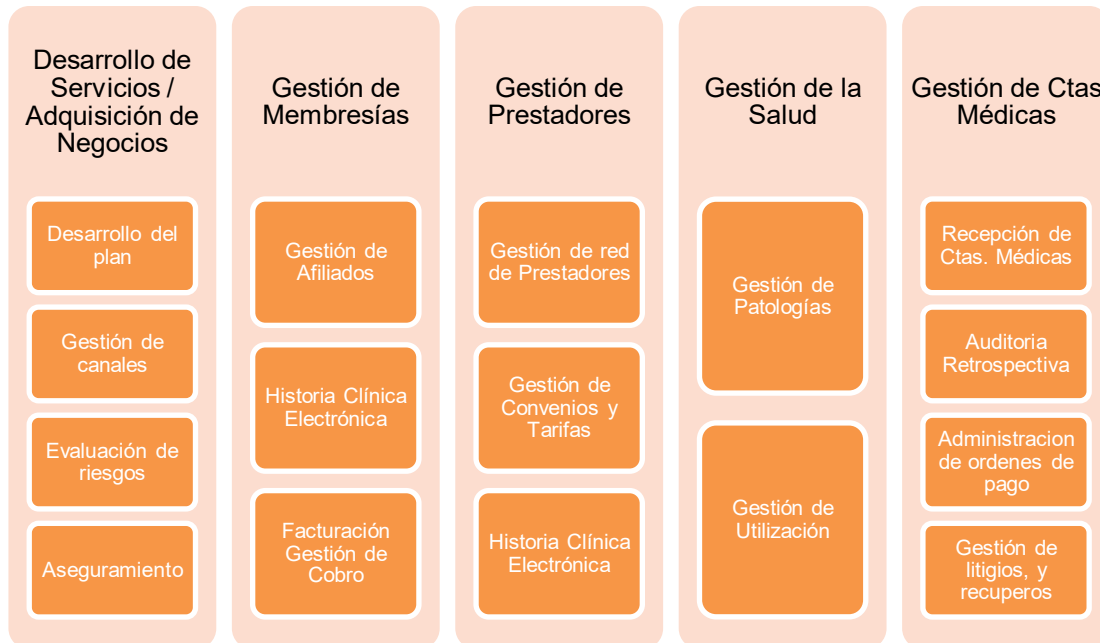 Desarrollo de
Servicios /
Adquisición de
Negocios
Desarrollo del
plan
Gestión de
canales
Evaluación de
riesgos
Aseguramiento
Gestión de
Membresías
Gestión de
Afiliados
Historia Clínica
Electrónica
Facturación
Gestión de
Cobro
Gestión de
Prestadores
Gestión de red
de Prestadores
Gestión de
Convenios y
Tarifas
Historia Clínica
Electrónica
Gestión de la
Salud
Gestión de
Patologías
Gestión de
Utilización
Gestión de Ctas
Médicas
Recepción de
Ctas. Médicas
Auditoria
Retrospectiva
Administracion
de ordenes de
pago
Gestión de
litigios, y
recuperos